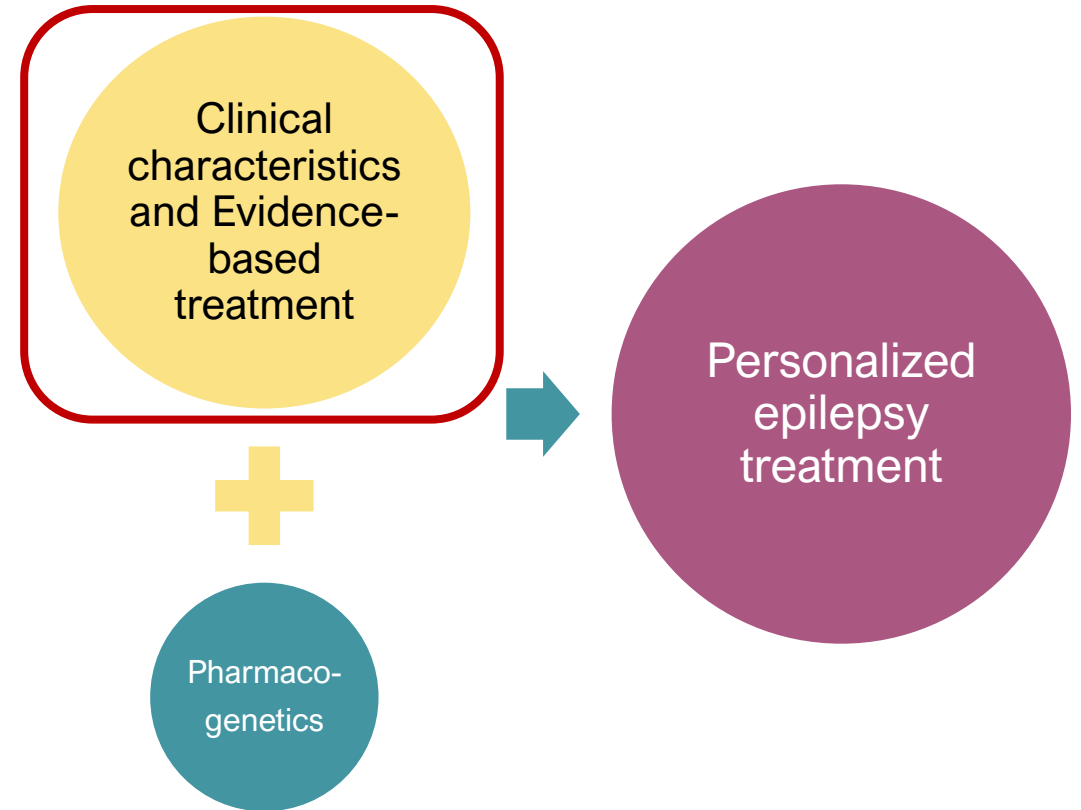 Clinical
characteristics
and Evidence-
based
treatment
Personalized
epilepsy
treatment
Pharmaco-
genetics